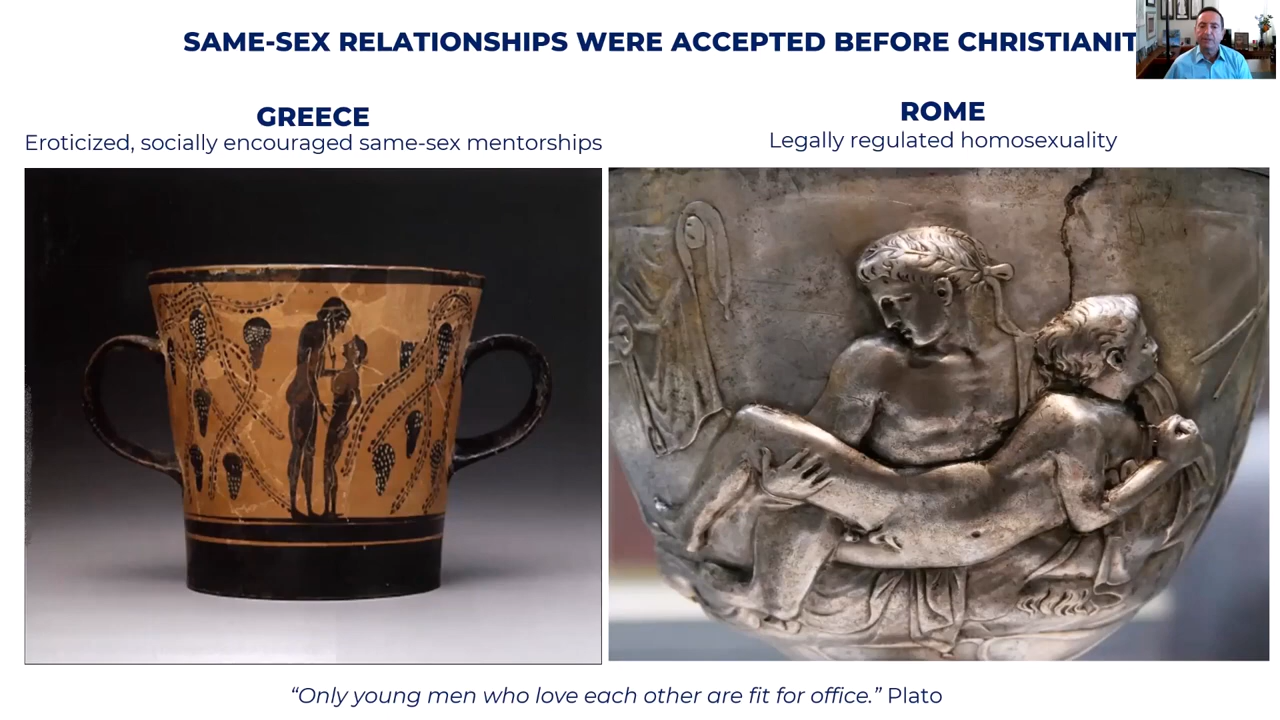 SAME-SEX RELATIONSHIPS WERE ACCEPTED BEFORE CHRISTIANIT
GREECE
Eroticized, socially encouraged same-sex mentorships
ROME
Legally regulated homosexuality
“Only young men who love each other are fit for office.” Plato